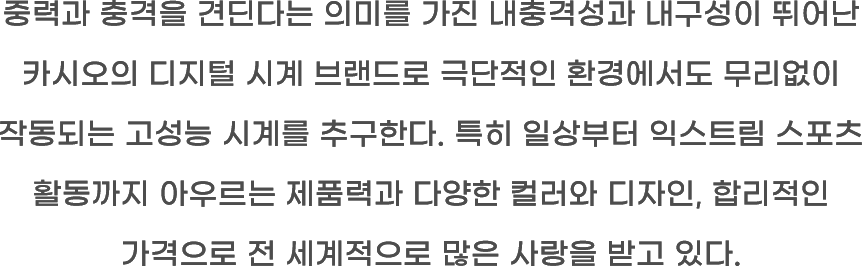 중력과 충격을 견딘다는 의미를 가진 내충격성과 내구성이 뛰어난
카시오의 디지털 시계 브랜드로 극단적인 환경에서도 무리없이
작동되는 고성능 시계를 추구한다. 특히 일상부터 익스트림 스포츠
활동까지 아우르는 제품력과 다양한 컬러와 디자인, 합리적인
가격으로 전 세계적으로 많은 사랑을 받고 있다.